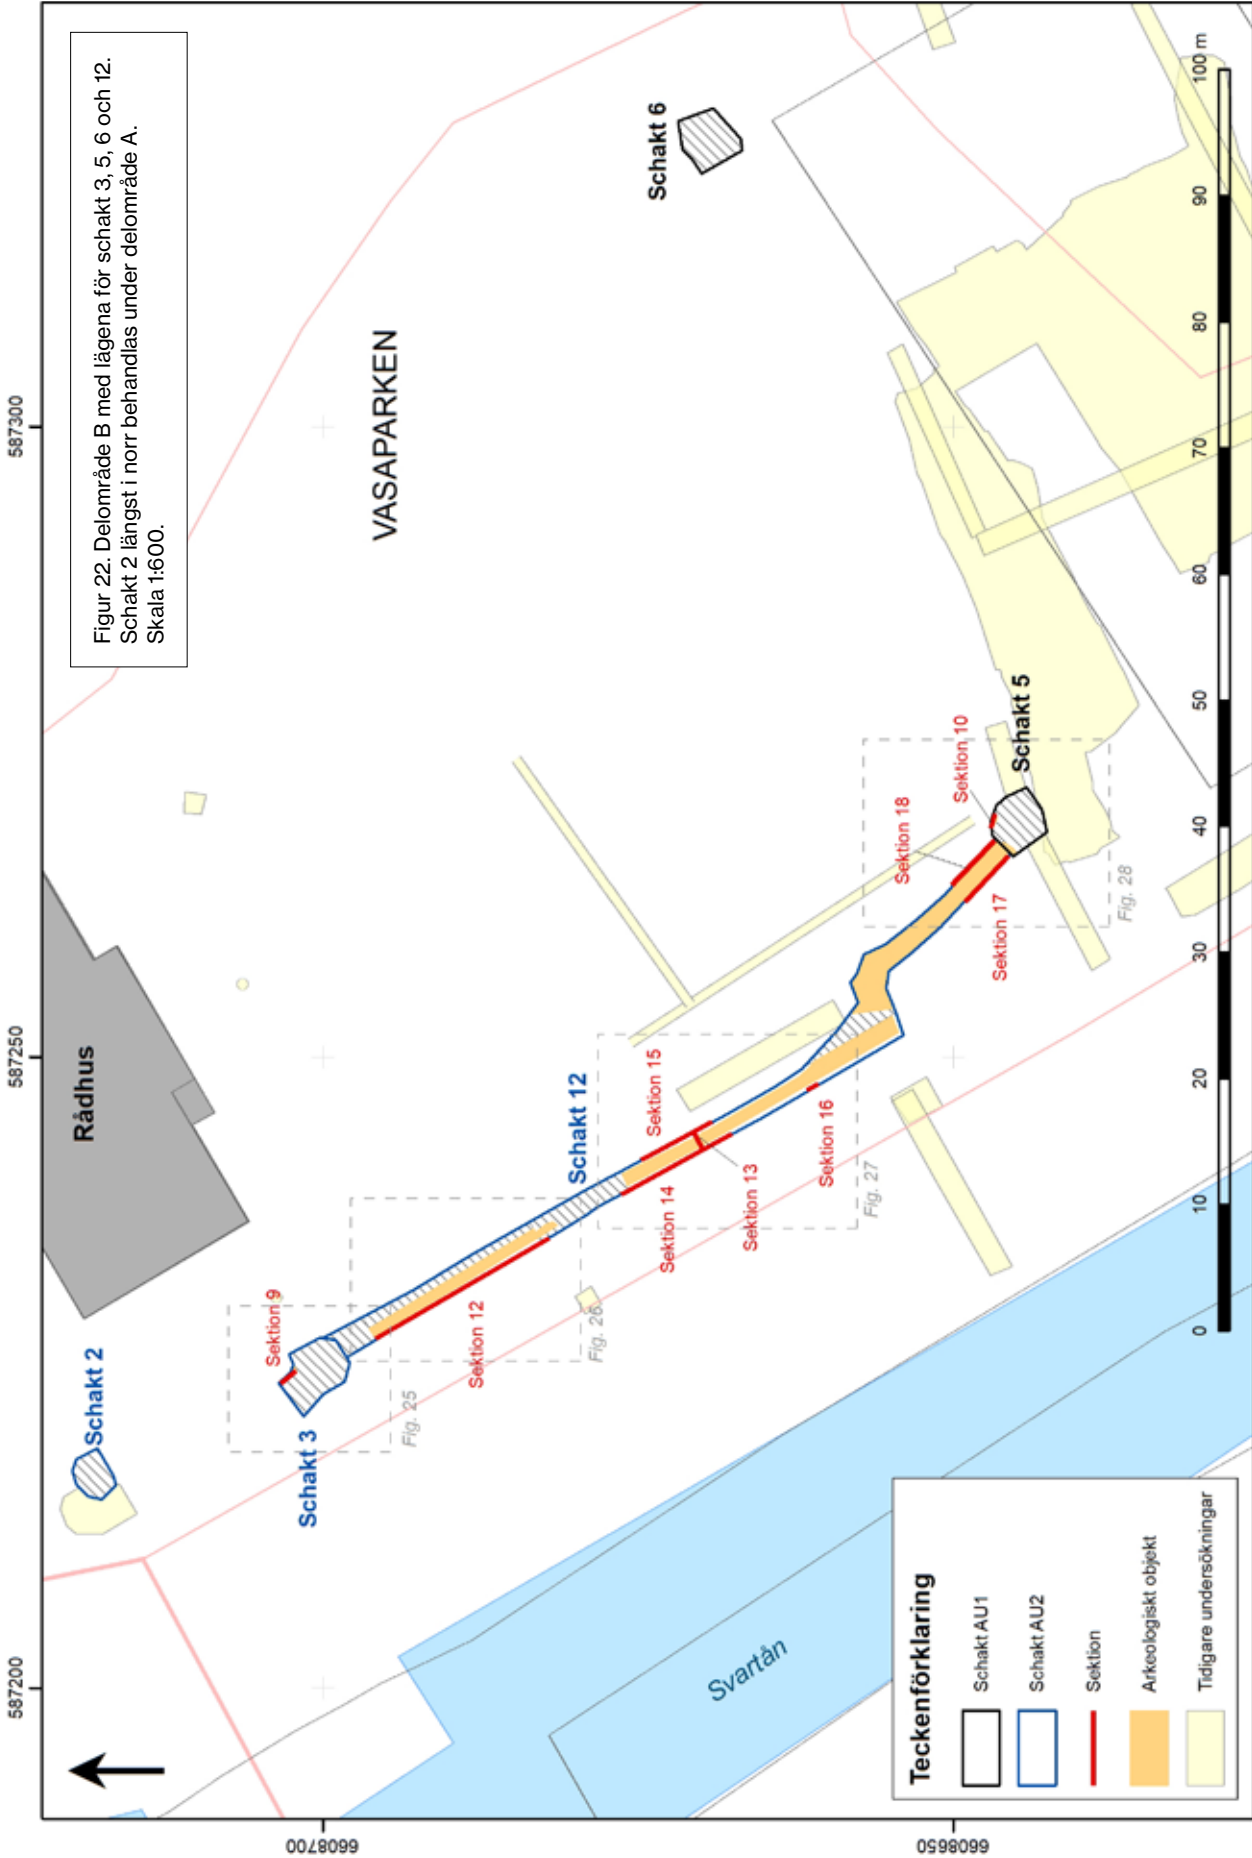 Figur 22. Delområde B med lägena för schakt 3, 5, 6 och 12.
Schakt 2 längst i norr behandlas under delområde A.
Skala 1:600.
587200
587250
587300
6608700
6608650
Rådhus
VASAPARKEN
Svartån
Schakt 2
Schakt 3
Schakt 12
Schakt 5
Schakt 6
Sektion 9
Sektion 12
Sektion 14
Sektion 15
Sektion 13
Sektion 16
Sektion 18
Sektion 10
Sektion 17
Fig. 25
Fig. 26
Fig. 27
Fig. 28
Teckenförklaring
Schakt AU1
Schakt AU2
Sektion
Arkeologiskt objekt
Tidigare undersökningar
0 10 20 30 40 50 60 70 80 90 100 m